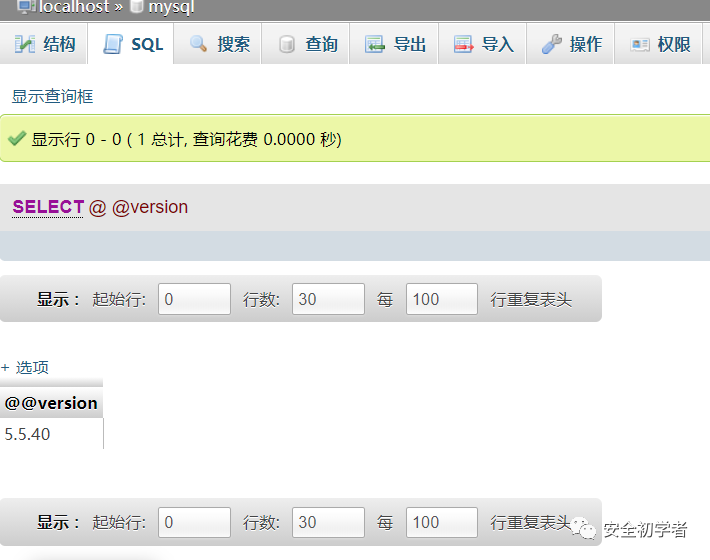 localhost » mysql
结构 SQL 搜索 查询 导出 导入 操作 权限
显示查询框
显示行 0 - 0 ( 1 总计, 查询花费 0.0000 秒)
SELECT @ @version
显示 : 起始行: 0 行数: 30 每 100 行重复表头
+ 选项
@@version
5.5.40
显示 : 起始行: 0 行数: 30 每 100 行重复表头
安全初学者